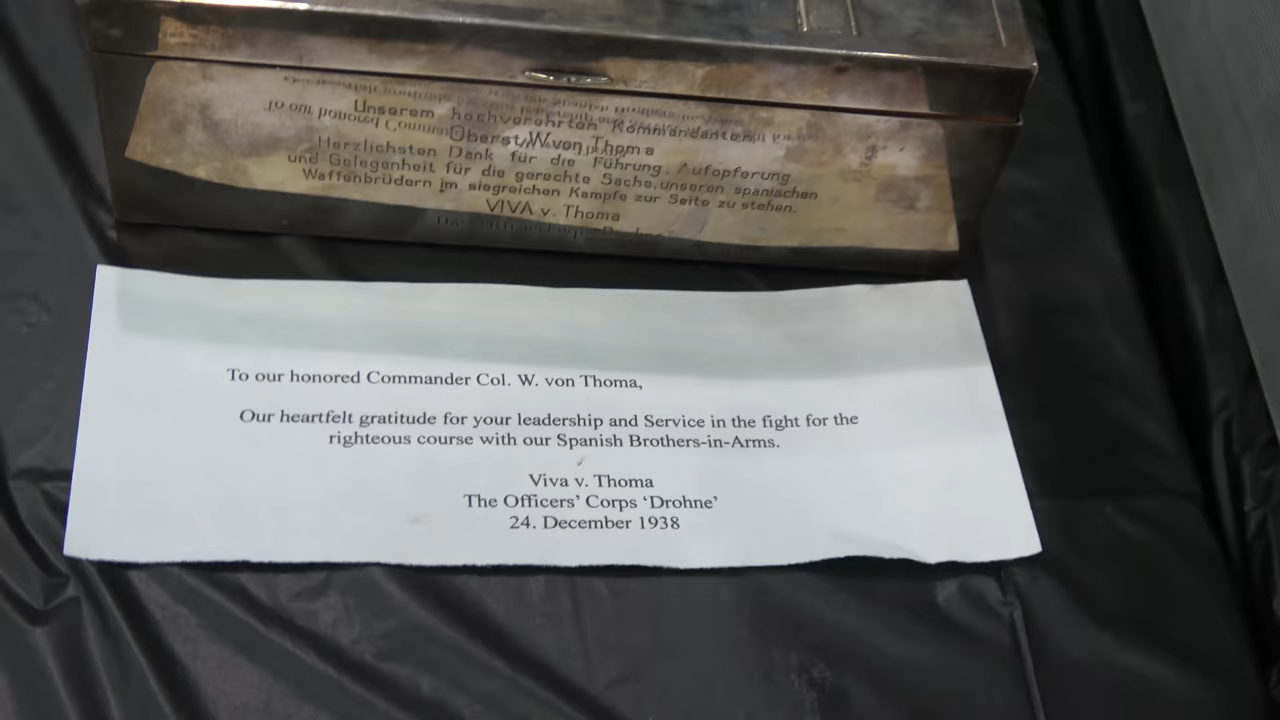 Unserem hochverehrten Kommandanten
Oberst W. von Thoma
Herzlichsten Dank für die Führung, Aufopferung
und Gelegenheit für die gerechte Sache, unseren spanischen
Waffenbrüdern im siegreichen Kampfe zur Seite zu stehen.
VIVA v. Thoma
To our honored Commander Col. W. von Thoma,
Our heartfelt gratitude for your leadership and Service in the fight for the
righteous course with our Spanish Brothers-in-Arms.
Viva v. Thoma
The Officers' Corps ‘Drohne’
24. December 1938